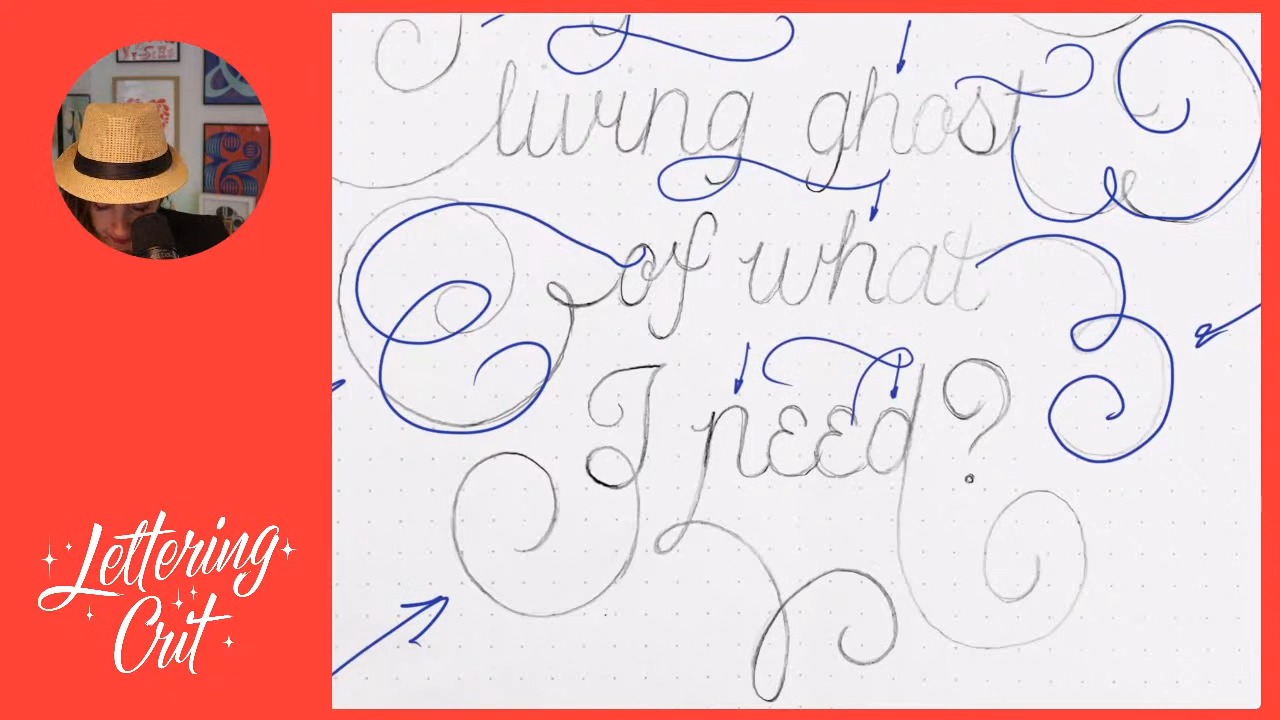 living ghost
of what
I need?
Lettering
Crit